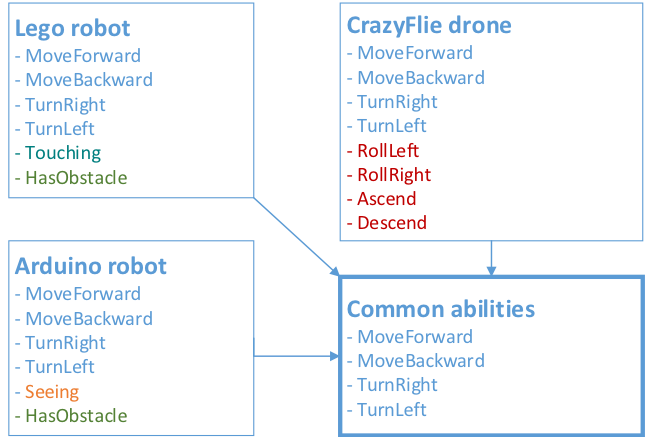 Lego robot
- MoveForward
- MoveBackward
- TurnRight
- TurnLeft
- Touching
- HasObstacle
CrazyFlie drone
- MoveForward
- MoveBackward
- TurnRight
- TurnLeft
- RollLeft
- RollRight
- Ascend
- Descend
Arduino robot
- MoveForward
- MoveBackward
- TurnRight
- TurnLeft
- Seeing
- HasObstacle
Common abilities
- MoveForward
- MoveBackward
- TurnRight
- TurnLeft